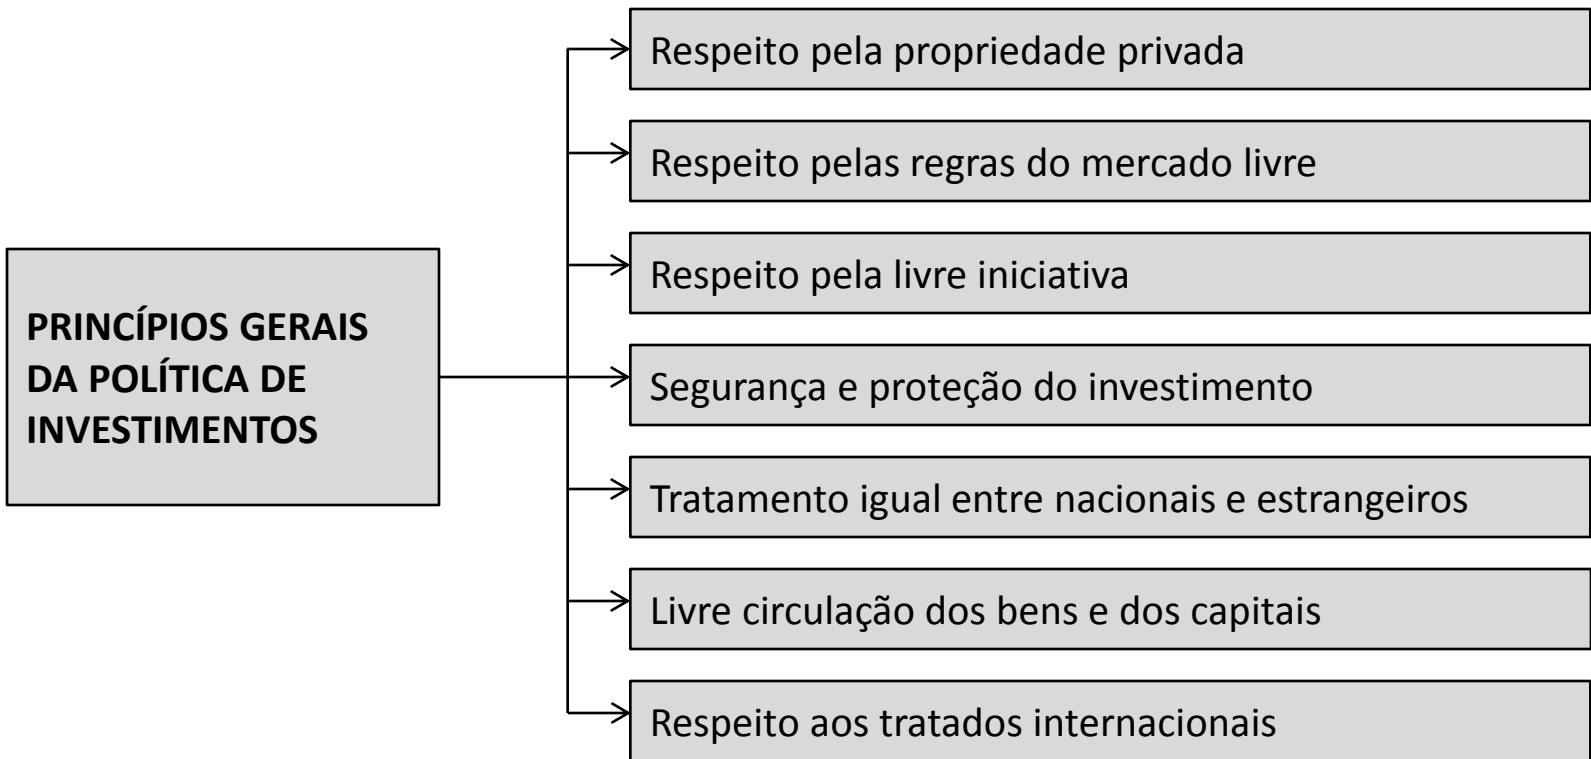 PRINCÍPIOS GERAIS
DA POLÍTICA DE
INVESTIMENTOS
Respeito pela propriedade privada
Respeito pelas regras do mercado livre
Respeito pela livre iniciativa
Segurança e proteção do investimento
Tratamento igual entre nacionais e estrangeiros
Livre circulação dos bens e dos capitais
Respeito aos tratados internacionais